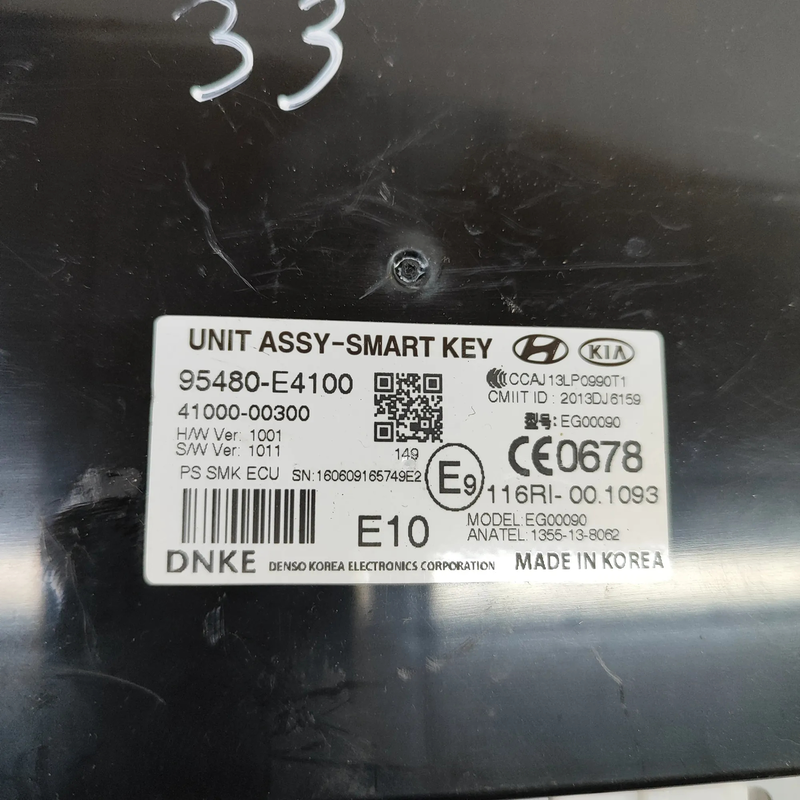 33
UNIT ASSY-SMART KEY
KIA
95480-E4100
CCAJ13LP0990T1
CMIIT ID : 2013DJ6159
41000-00300
型号: EG00090
H/W Ver: 1001
S/W Ver: 1011
149
CE0678
PS SMK ECU SN:160609165749E2
E9
116RI- 00.1093
E10
MODEL:EG00090
ANATEL:1355-13-8062
DNKE DENSO KOREA ELECTRONICS CORPORATION MADE IN KOREA